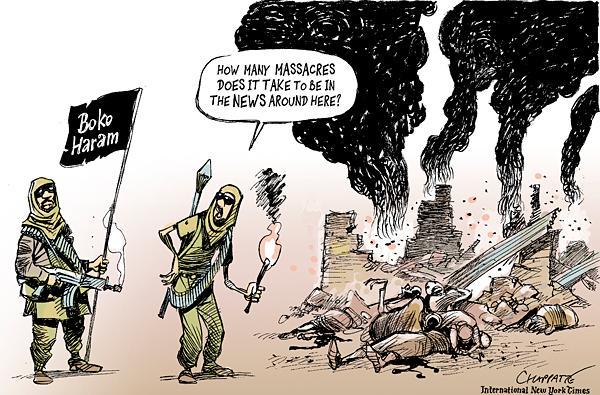 HOW MANY MASSACRES
DOES IT TAKE TO BE IN
THE NEWS AROUND HERE?
Boko
Haram
CHAPPATTE
International New York Times